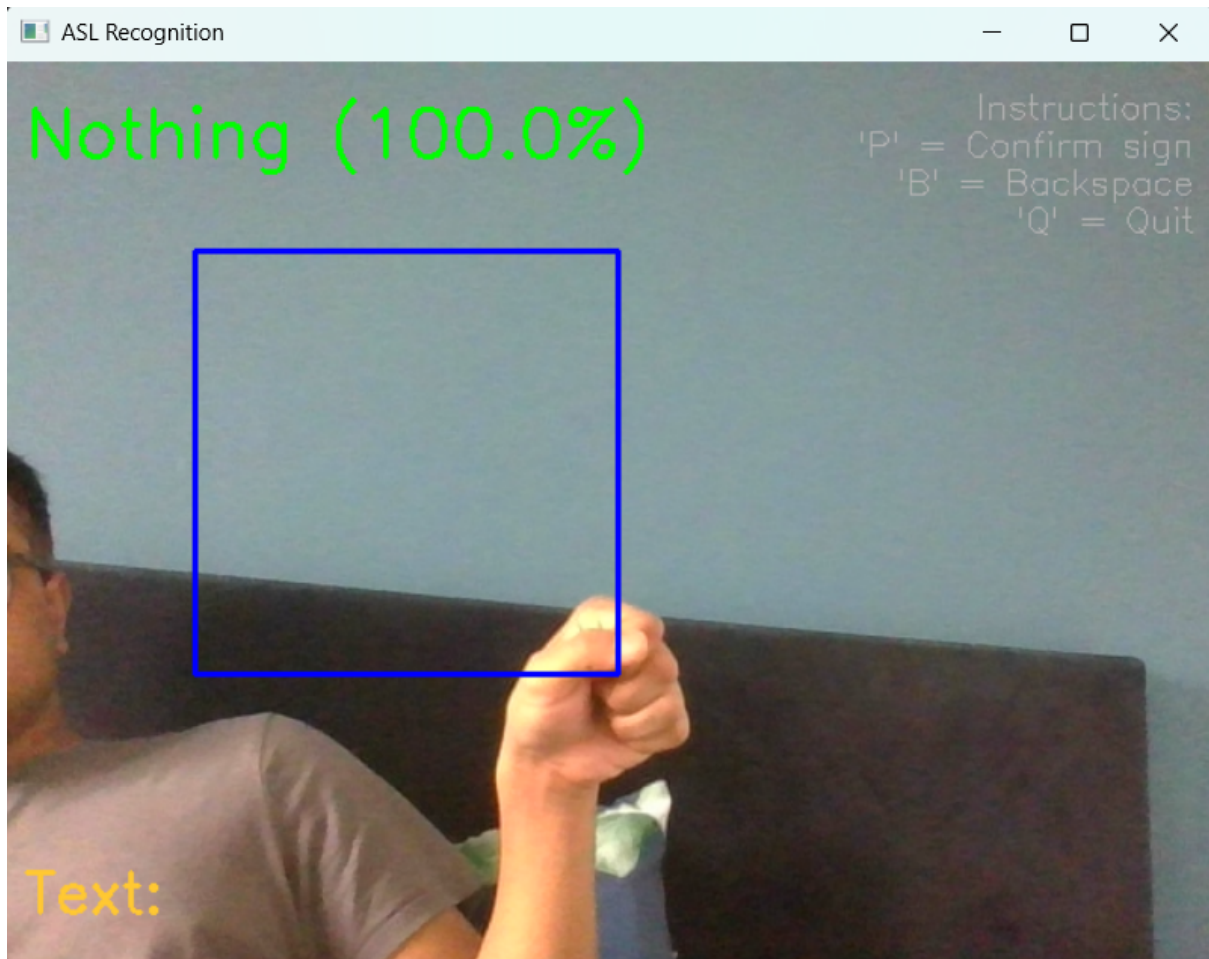 ASL Recognition
Nothing (100.0%)
Instructions:
'P' = Confirm sign
'B' = Backspace
'Q' = Quit
Text: